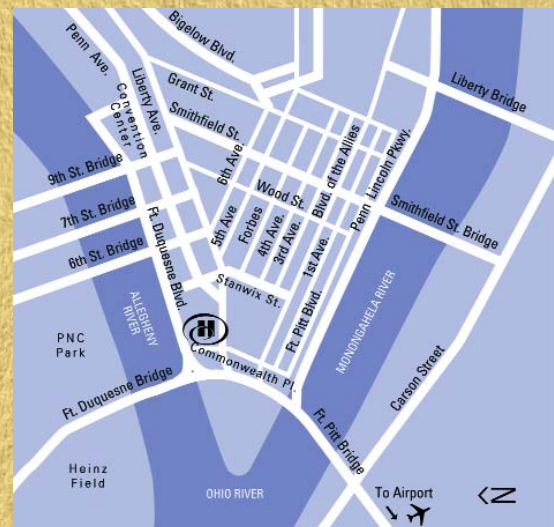 Bigelow Blvd.
Penn Ave.
Liberty Ave.
Convention
Center
Grant St.
Smithfield St.
Liberty Bridge
9th St. Bridge
6th Ave.
Wood St.
Blvd. of the Allies
Penn Lincoln Pkwy.
7th St. Bridge
5th Ave
Forbes
4th Ave.
3rd Ave.
1st Ave.
Smithfield St. Bridge
6th St. Bridge
Ft. Duquesne Blvd.
Stanwix St.
Ft. Pitt Blvd.
ALLEGHENY
RIVER
MONONGAHELA RIVER
H
PNC
Park
Commonwealth Pl.
Carson Street
Ft. Duquesne Bridge
Ft. Pitt Bridge
Heinz
Field
OHIO RIVER
To Airport
N